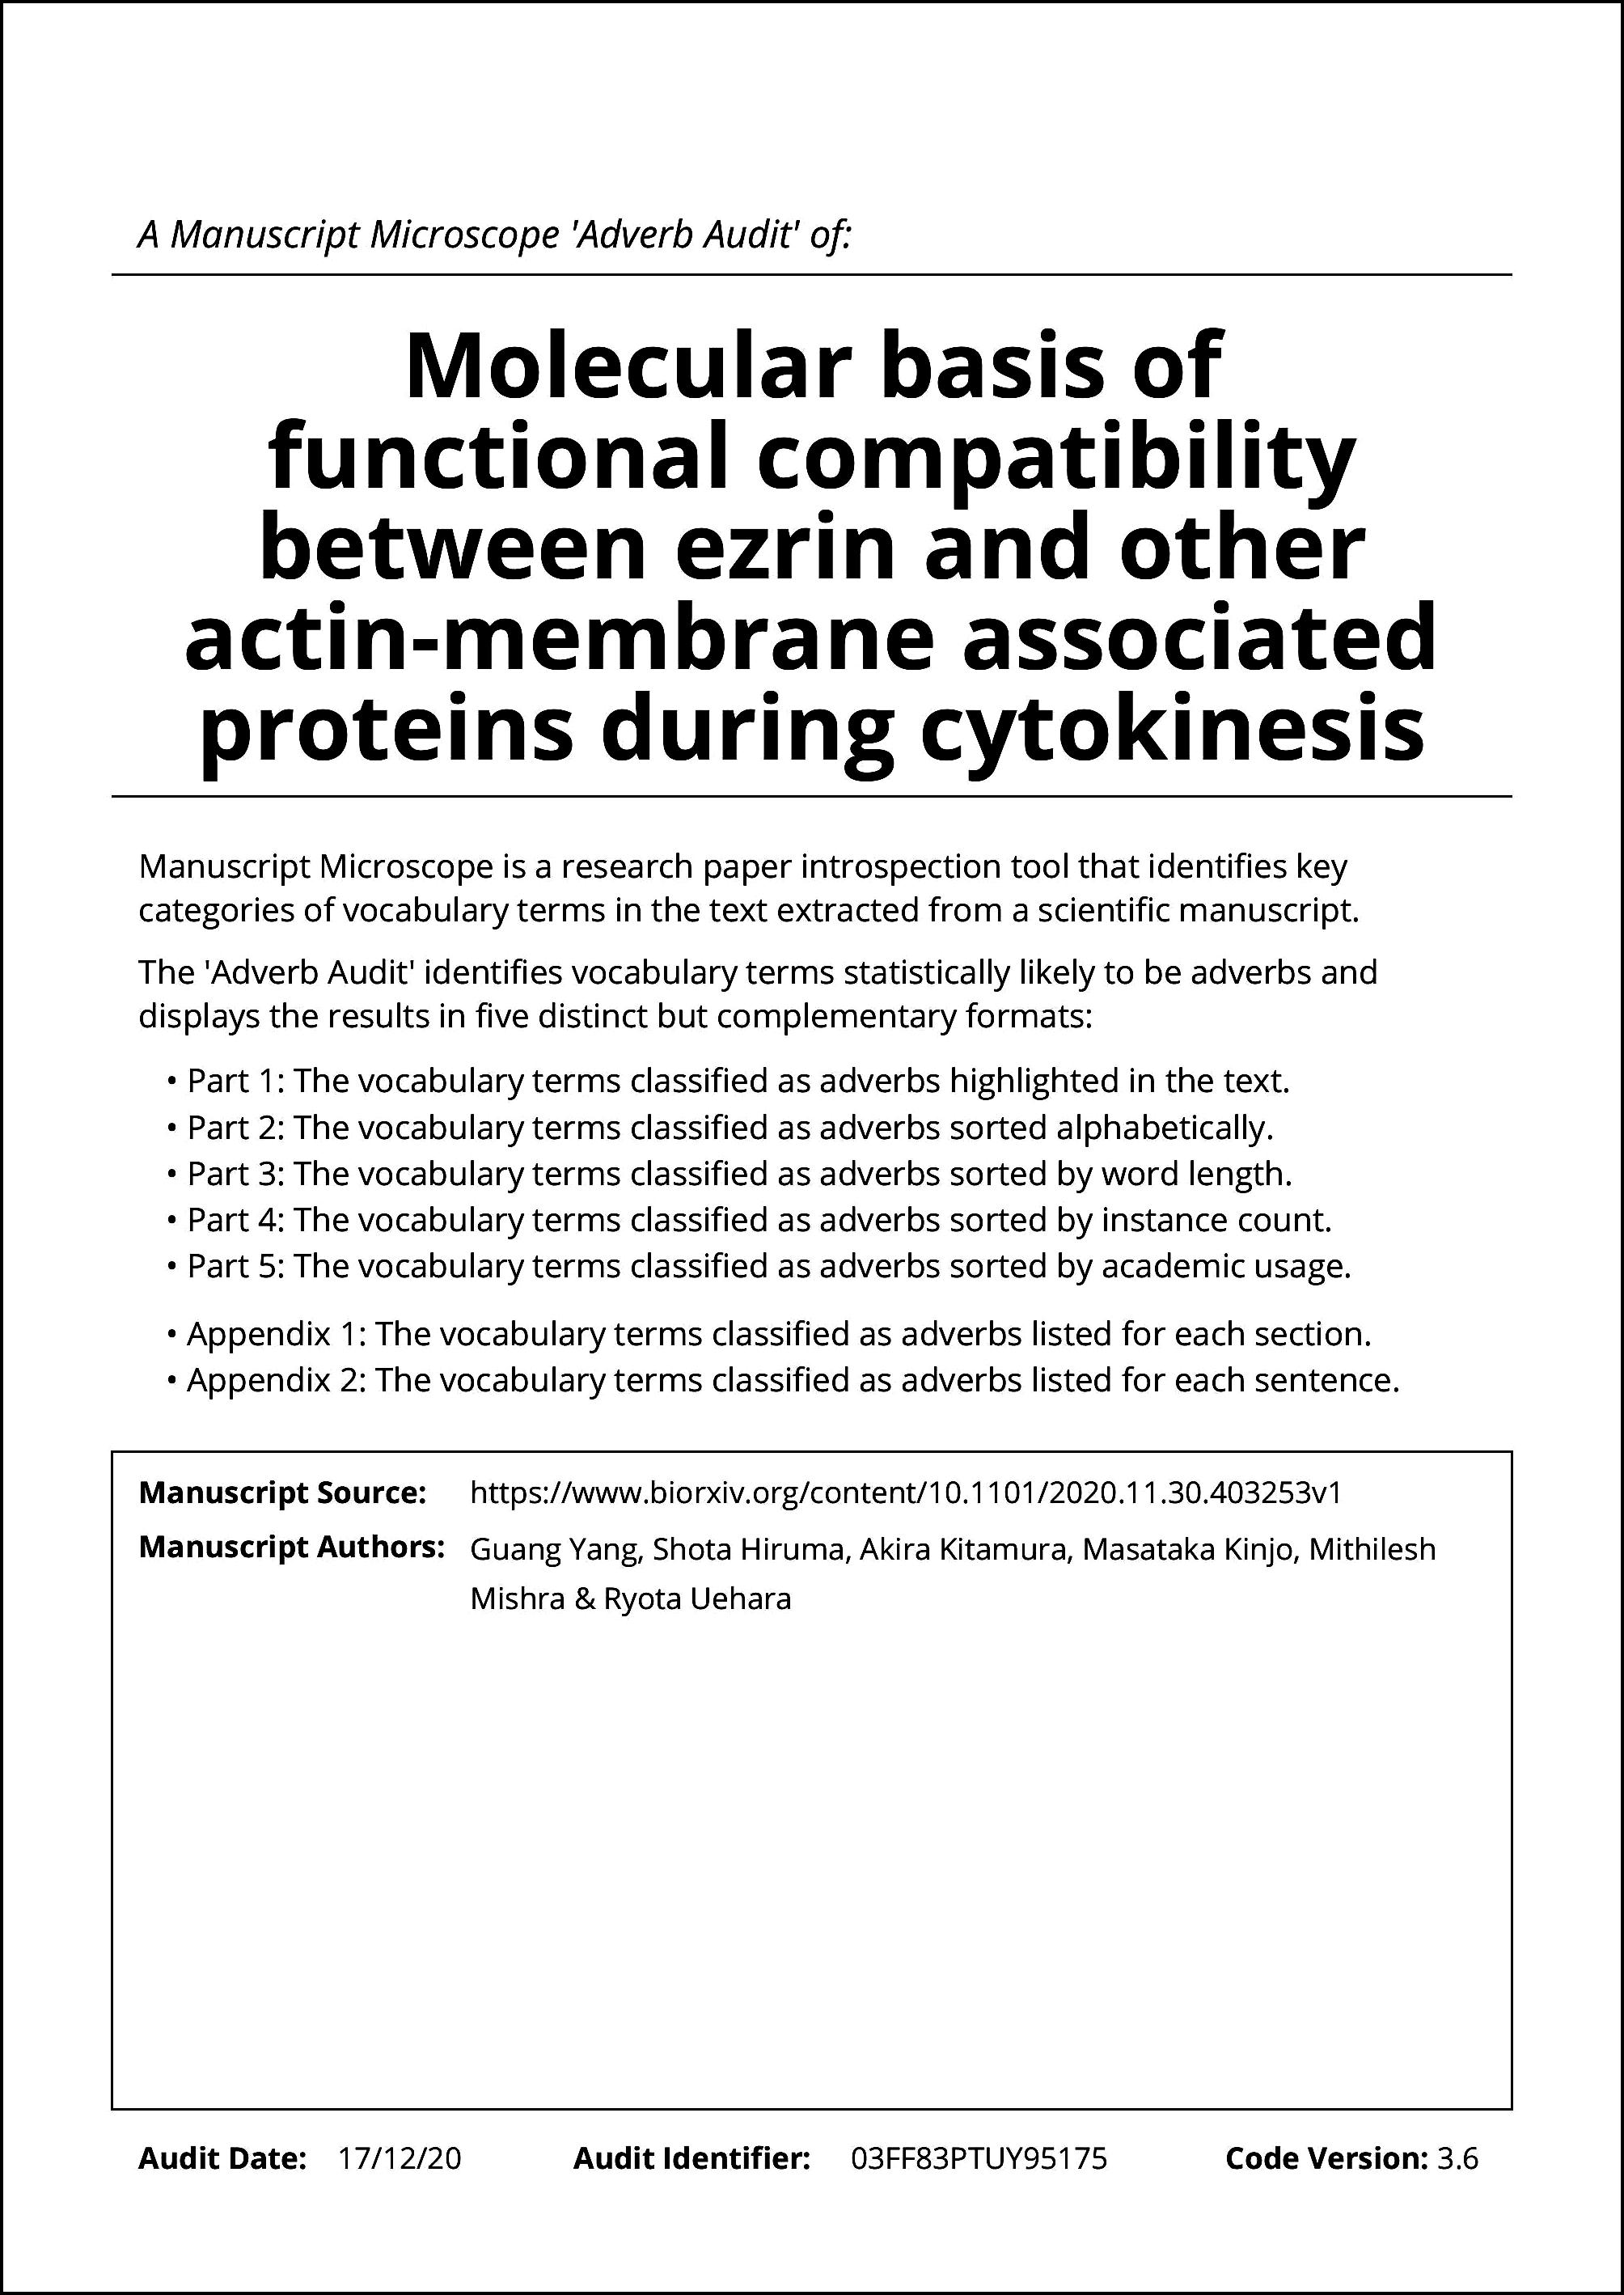 A Manuscript Microscope 'Adverb Audit' of:
Molecular basis of
functional compatibility
between ezrin and other
actin-membrane associated
proteins during cytokinesis
Manuscript Microscope is a research paper introspection tool that identifies key
categories of vocabulary terms in the text extracted from a scientific manuscript.
The 'Adverb Audit' identifies vocabulary terms statistically likely to be adverbs and
displays the results in five distinct but complementary formats:
• Part 1: The vocabulary terms classified as adverbs highlighted in the text.
• Part 2: The vocabulary terms classified as adverbs sorted alphabetically.
• Part 3: The vocabulary terms classified as adverbs sorted by word length.
• Part 4: The vocabulary terms classified as adverbs sorted by instance count.
• Part 5: The vocabulary terms classified as adverbs sorted by academic usage.
• Appendix 1: The vocabulary terms classified as adverbs listed for each section.
• Appendix 2: The vocabulary terms classified as adverbs listed for each sentence.
Manuscript Source: https://www.biorxiv.org/content/10.1101/2020.11.30.403253v1
Manuscript Authors: Guang Yang, Shota Hiruma, Akira Kitamura, Masataka Kinjo, Mithilesh
Mishra & Ryota Uehara
Audit Date: 17/12/20 Audit Identifier: 03FF83PTUY95175 Code Version: 3.6